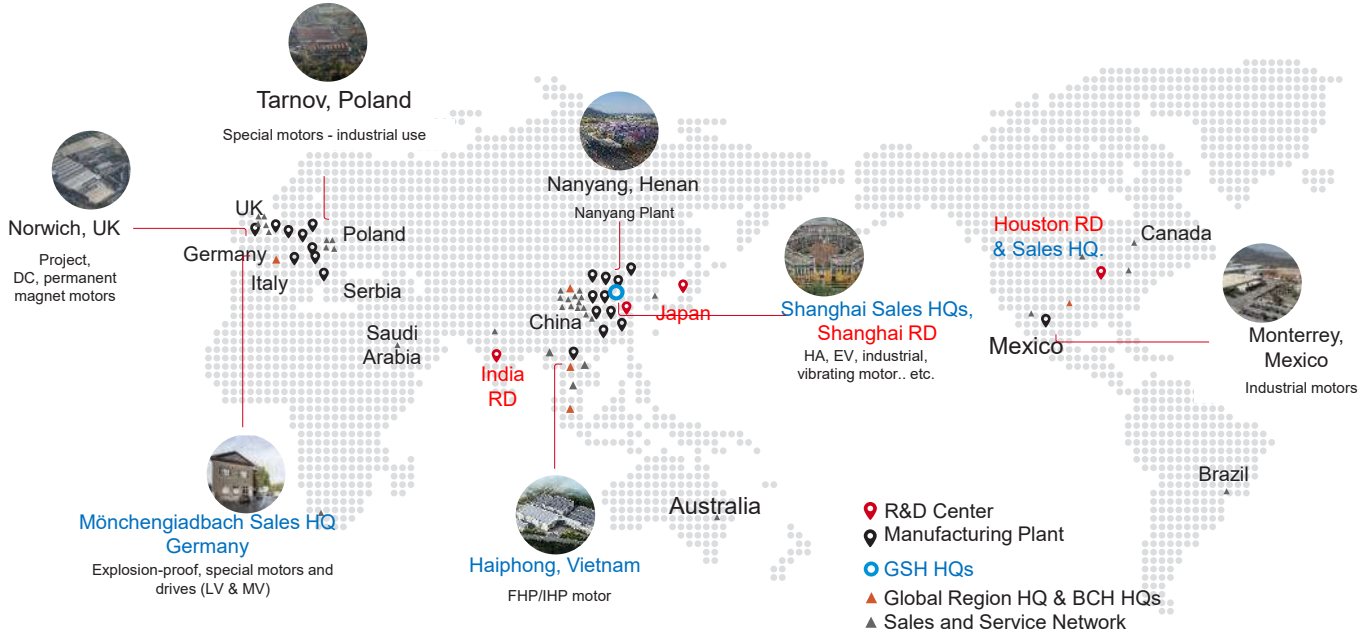 Tarnov, Poland
Special motors - industrial use
Nanyang, Henan
Nanyang Plant
Norwich, UK
Project,
DC, permanent
magnet motors
UK
Germany
Italy
Poland
Serbia
Saudi
Arabia
China
Japan
India
RD
Shanghai Sales HQs,
Shanghai RD
HA, EV, industrial,
vibrating motor.. etc.
Houston RD
& Sales HQ.
Canada
Mexico
Monterrey,
Mexico
Industrial motors
Brazil
Australia
Mönchengiadbach Sales HQ
Germany
Explosion-proof, special motors and
drives (LV & MV)
Haiphong, Vietnam
FHP/IHP motor
R&D Center
Manufacturing Plant
GSH HQs
Global Region HQ & BCH HQs
Sales and Service Network